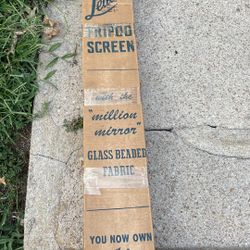 TRIPOD
SCREEN
with the
"million
mirror"
GLASS BEADED
FABRIC
YOU NOW OWN